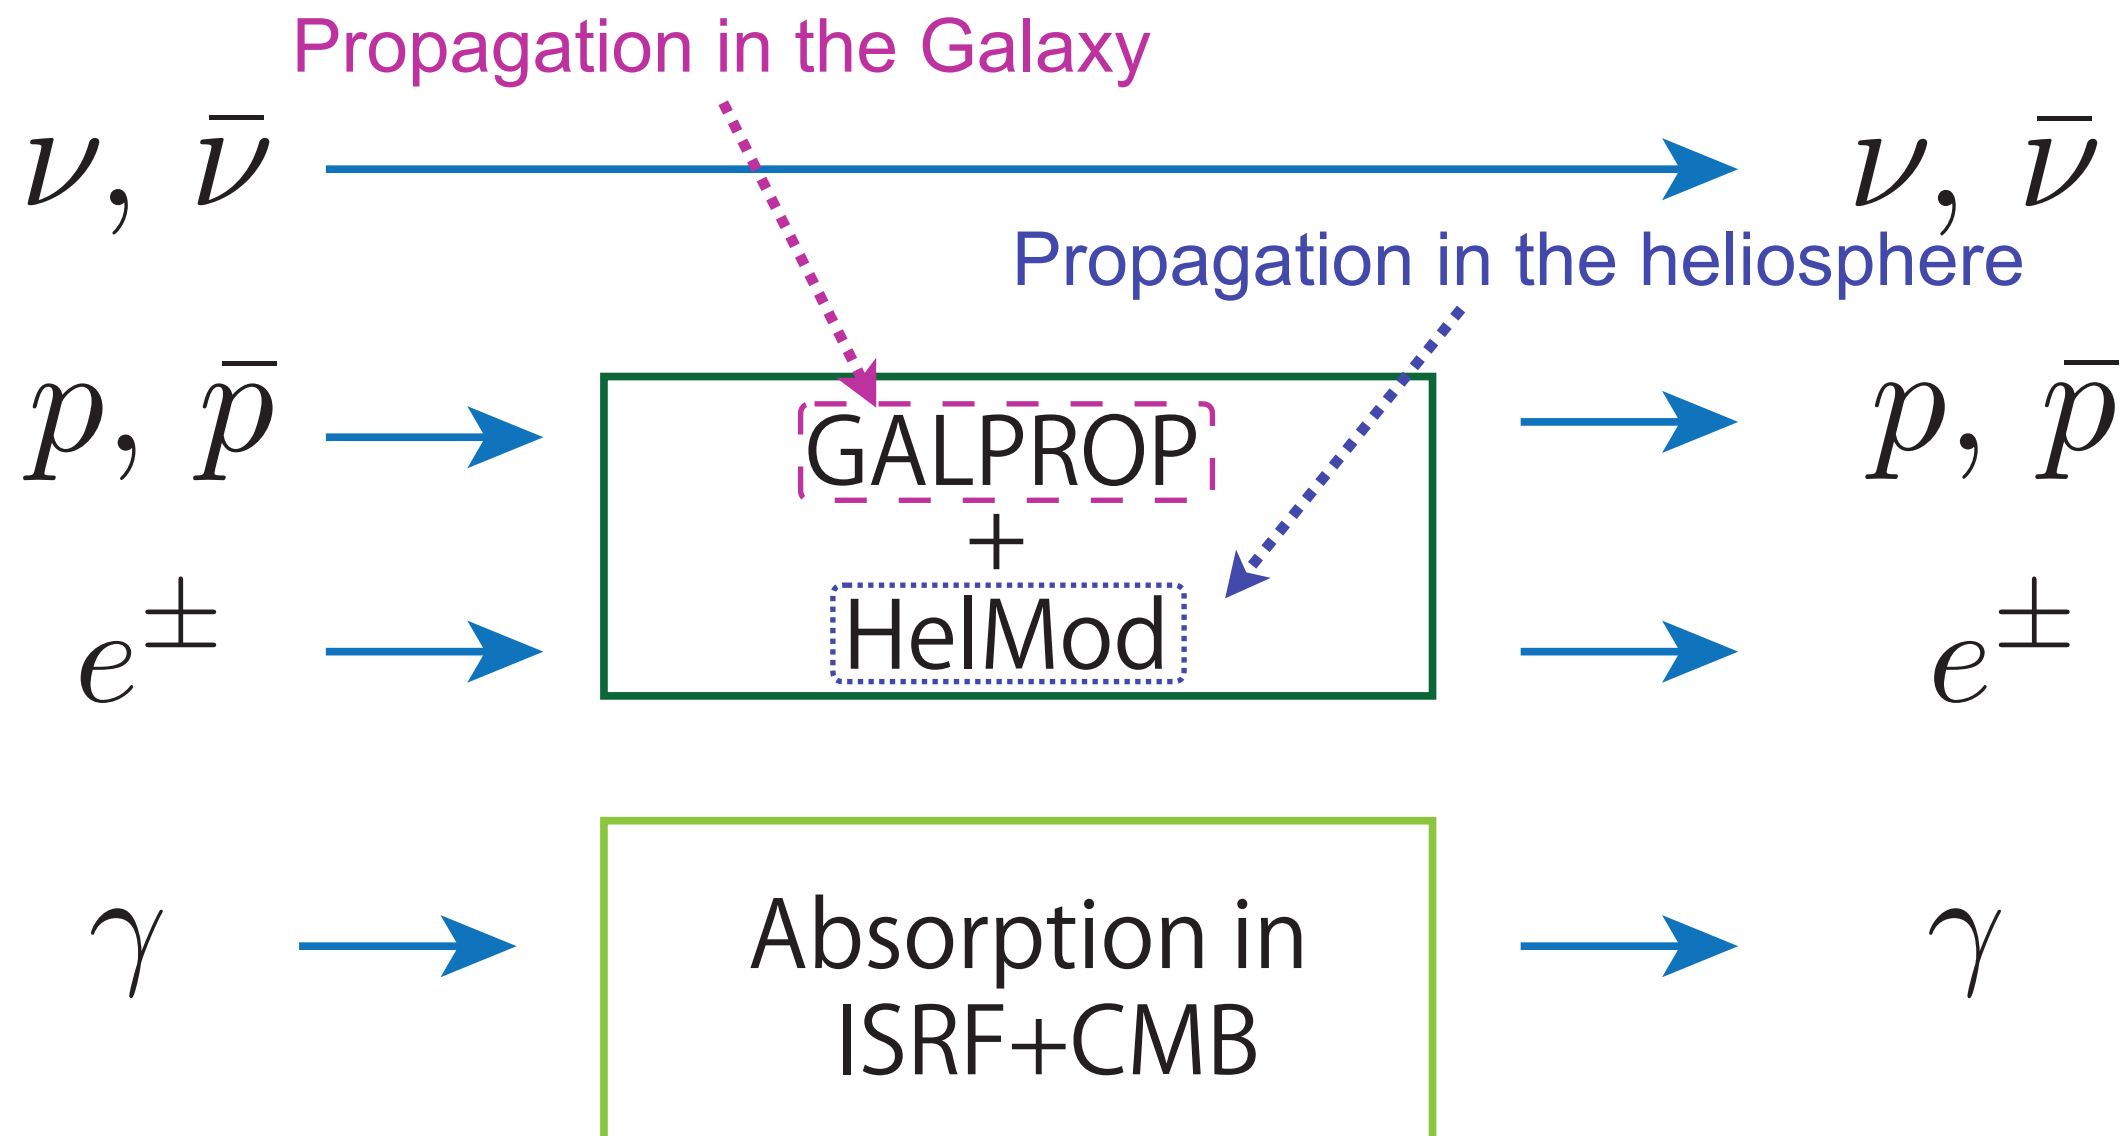 Propagation in the Galaxy
ν, ν̄ ν, ν̄
Propagation in the heliosphere
p, p̄ GALPROP p, p̄
+
e± HelMod e±
γ Absorption in γ
ISRF+CMB